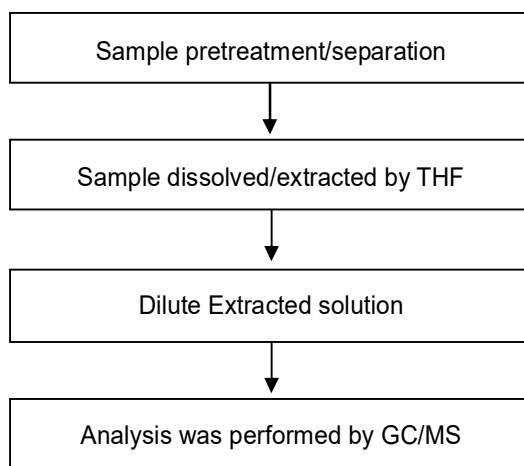 Sample pretreatment/separation
Sample dissolved/extracted by THF
Dilute Extracted solution
Analysis was performed by GC/MS